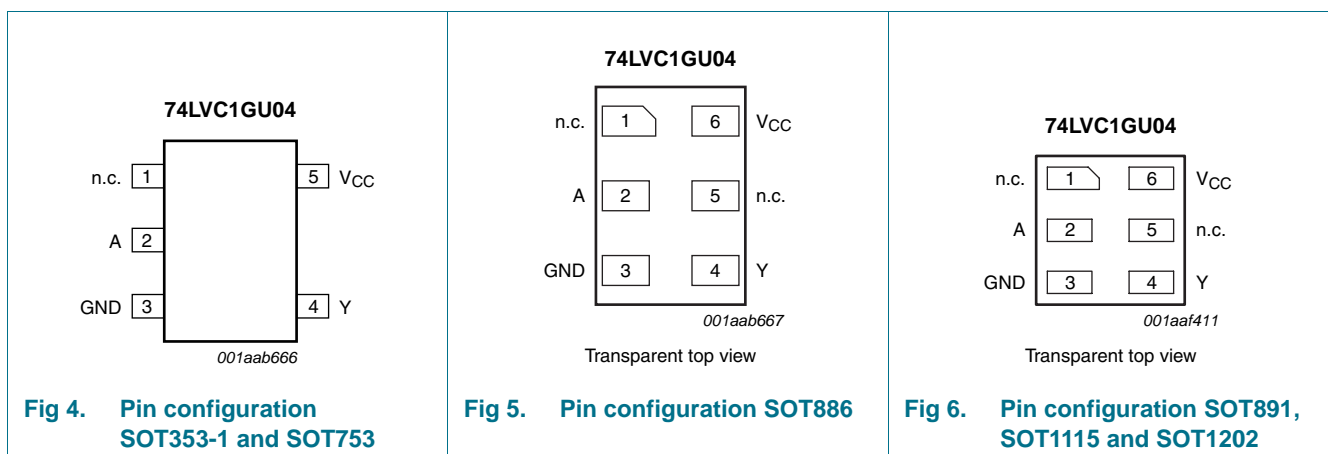 74LVC1GU04
n.c. 1
5 VCC
A 2
GND 3
4 Y
001aab666
Fig 4. Pin configuration
SOT353-1 and SOT753
74LVC1GU04
n.c. 1 6 VCC
A 2 5 n.c.
GND 3 4 Y
001aab667
Transparent top view
Fig 5. Pin configuration SOT886
74LVC1GU04
n.c. 1 6 VCC
A 2 5 n.c.
GND 3 4 Y
001aaf411
Transparent top view
Fig 6. Pin configuration SOT891,
SOT1115 and SOT1202